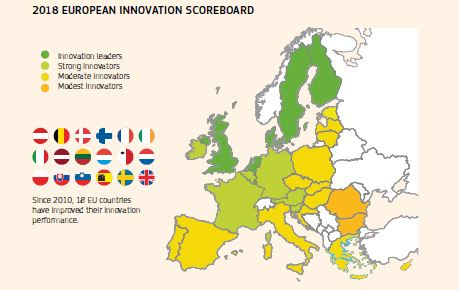 2018 EUROPEAN INNOVATION SCOREBOARD
Innovation leaders
Strong innovators
Moderate innovators
Modest innovators
Since 2010, 18 EU countries
have improved their innovation
performance.